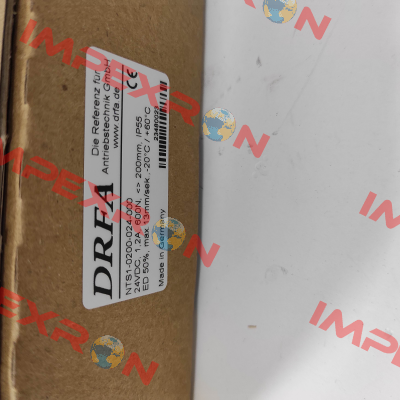 DRFA
Die Referenz für
Antriebstechnik GmbH
www.drfa.de
CE
NTS1-0200-024-000
24VDC, 1.2A, 600N, <> 200mm, IP55
ED 50%, max 13mm/sek, -20°C / +60°C
Made in Germany
IMPEXRON
IMPEXRON
IMPEXRON
IMPEXRON
IMPEXRON